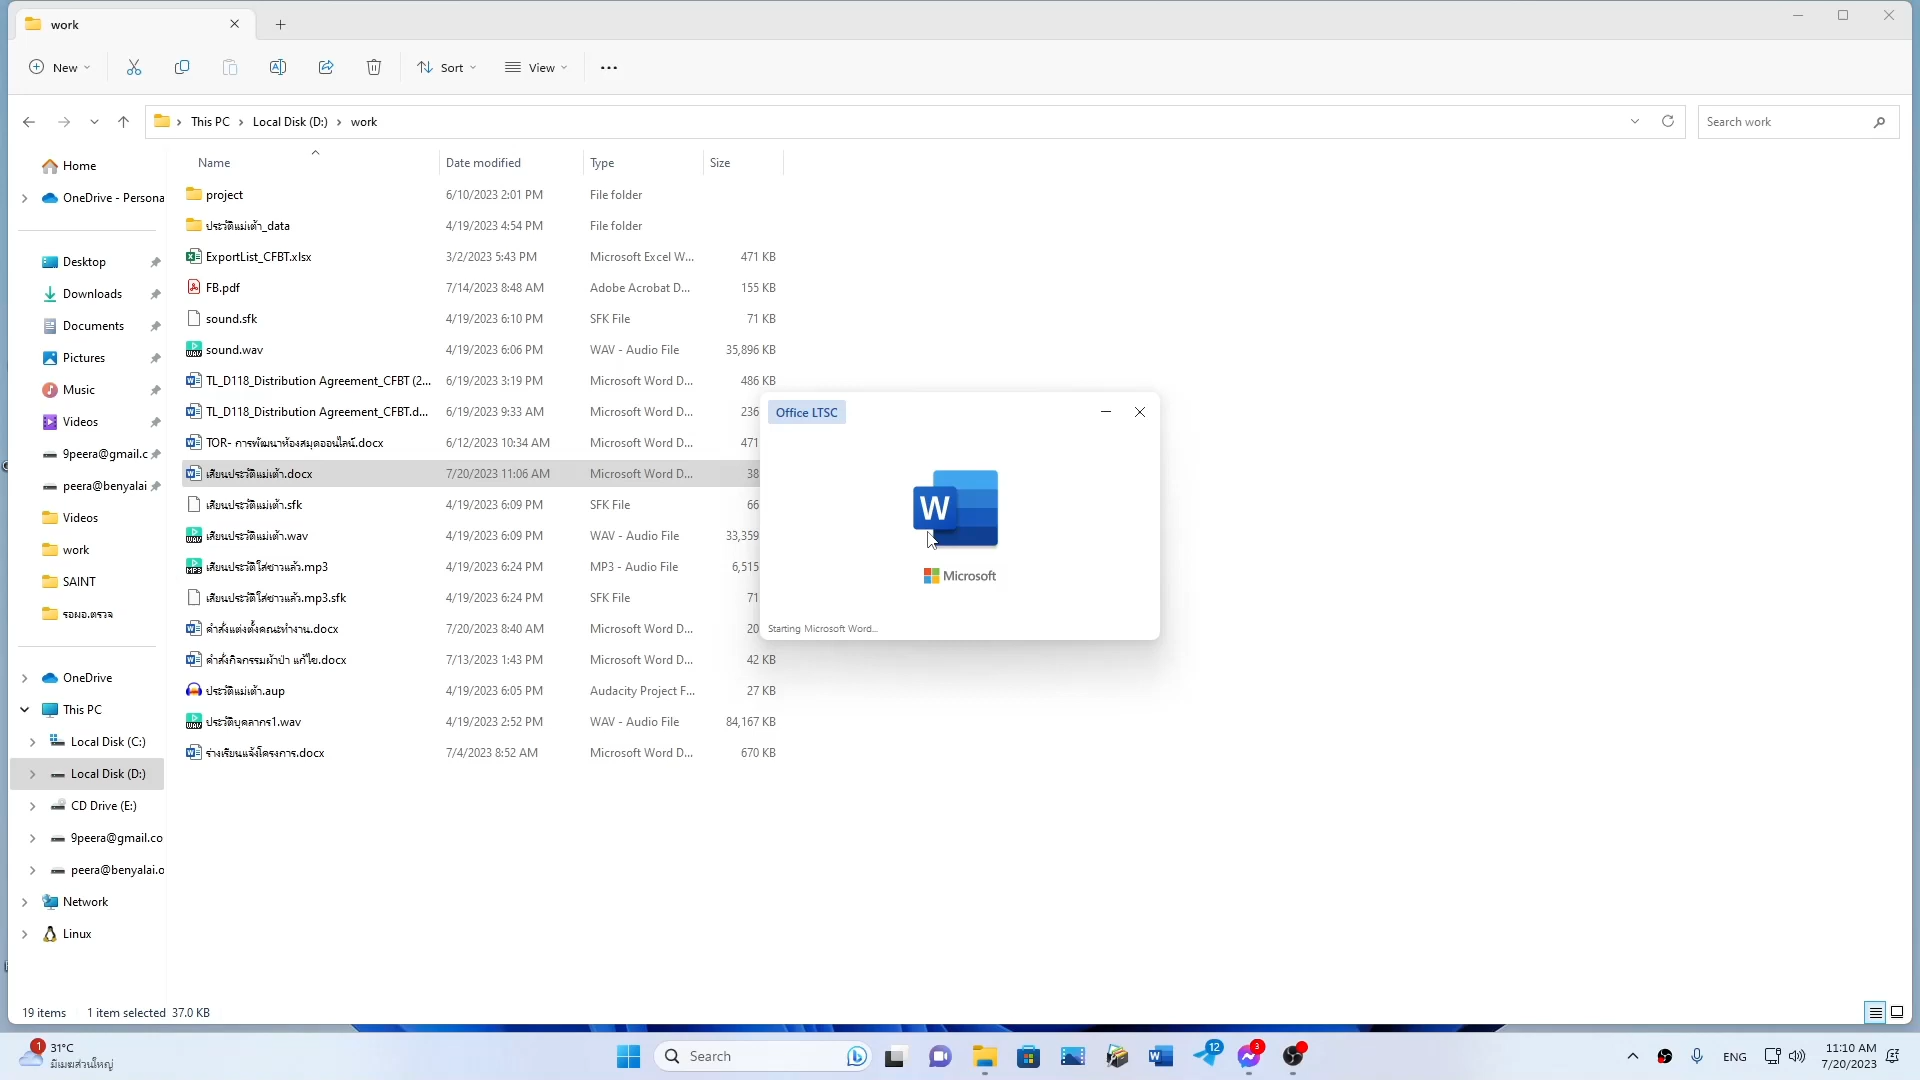 work
New
Sort
View
This PC
Local Disk (D:)
work
Search work
Name
Date modified
Type
Size
Home
OneDrive - Persona
Desktop
Downloads
Documents
Pictures
Music
Videos
9peera@gmail.c
peera@benyalai
Videos
work
SAINT
รอผอ.ตรวจ
OneDrive
This PC
Local Disk (C:)
Local Disk (D:)
CD Drive (E:)
9peera@gmail.co
peera@benyalai.o
Network
Linux
project 6/10/2023 2:01 PM File folder
ประวัติแม่เต้า_data 4/19/2023 4:54 PM File folder
ExportList_CFBT.xlsx 3/2/2023 5:43 PM Microsoft Excel W... 471 KB
FB.pdf 7/14/2023 8:48 AM Adobe Acrobat D... 155 KB
sound.sfk 4/19/2023 6:10 PM SFK File 71 KB
sound.wav 4/19/2023 6:06 PM WAV - Audio File 35,896 KB
TL_D118_Distribution Agreement_CFBT (2... 6/19/2023 3:19 PM Microsoft Word D... 486 KB
TL_D118_Distribution Agreement_CFBT.d... 6/19/2023 9:33 AM Microsoft Word D... 236
TOR- การพัฒนาห้องสมุดออนไลน์.docx 6/12/2023 10:34 AM Microsoft Word D... 471
เสียนประวัติแม่เต้า.docx 7/20/2023 11:06 AM Microsoft Word D... 38
เสียนประวัติแม่เต้า.sfk 4/19/2023 6:09 PM SFK File 66
เสียนประวัติแม่เต้า.wav 4/19/2023 6:09 PM WAV - Audio File 33,359
เสียนประวัติใส่ซาวแล้ว.mp3 4/19/2023 6:24 PM MP3 - Audio File 6,515
เสียนประวัติใส่ซาวแล้ว.mp3.sfk 4/19/2023 6:24 PM SFK File 71
คำสั่งแต่งตั้งคณะทำงาน.docx 7/20/2023 8:40 AM Microsoft Word D... 20
คำสั่งกิจกรรมผ้าป่า แก้ไข.docx 7/13/2023 1:43 PM Microsoft Word D... 42 KB
ประวัติแม่เต้า.aup 4/19/2023 6:05 PM Audacity Project F... 27 KB
ประวัติบุคลากร1.wav 4/19/2023 2:52 PM WAV - Audio File 84,167 KB
ร่างเรียนแจ้งโครงการ.docx 7/4/2023 8:52 AM Microsoft Word D... 670 KB
Office LTSC
W
Microsoft
Starting Microsoft Word...
19 items
1 item selected 37.0 KB
1
31°C
มีเมฆส่วนใหญ่
Search
12
3
ENG
11:10 AM
7/20/2023